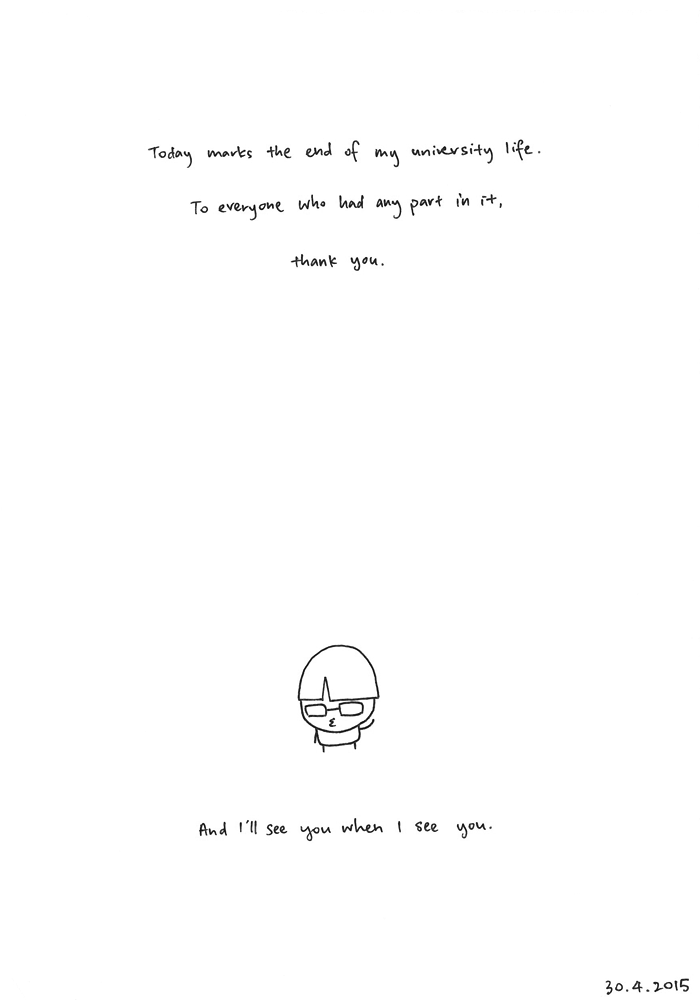 Today marks the end of my university life.
To everyone who had any part in it,
thank you.
And I'll see you when I see you.
30.4.2015